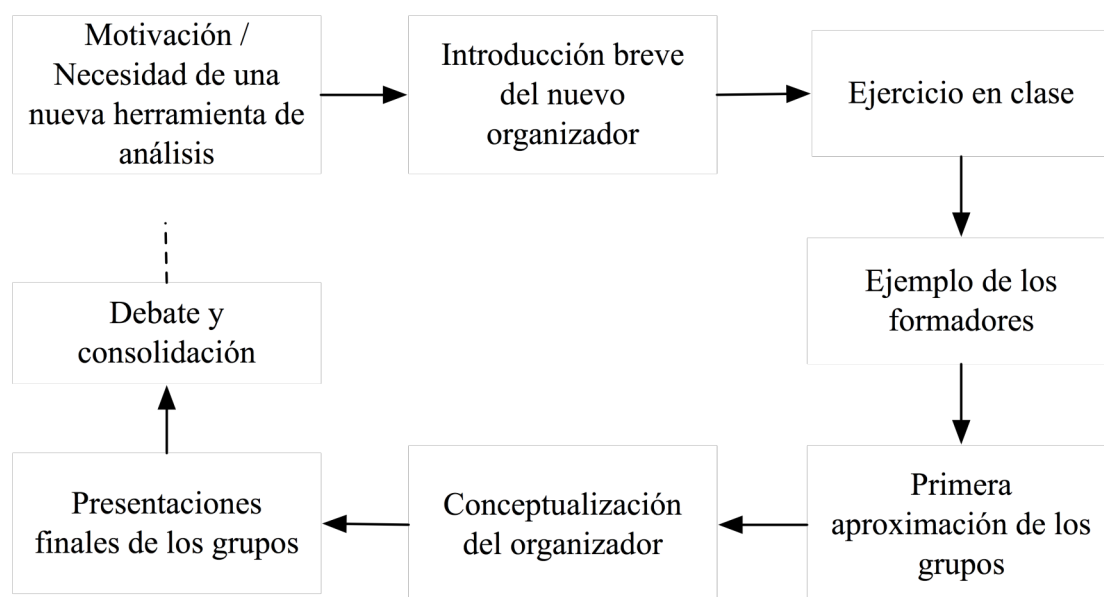 Motivación /
Necesidad de una
nueva herramienta de
análisis
Introducción breve
del nuevo
organizador
Ejercicio en clase
Ejemplo de los
formadores
Primera
aproximación de los
grupos
Conceptualización
del organizador
Presentaciones
finales de los grupos
Debate y
consolidación